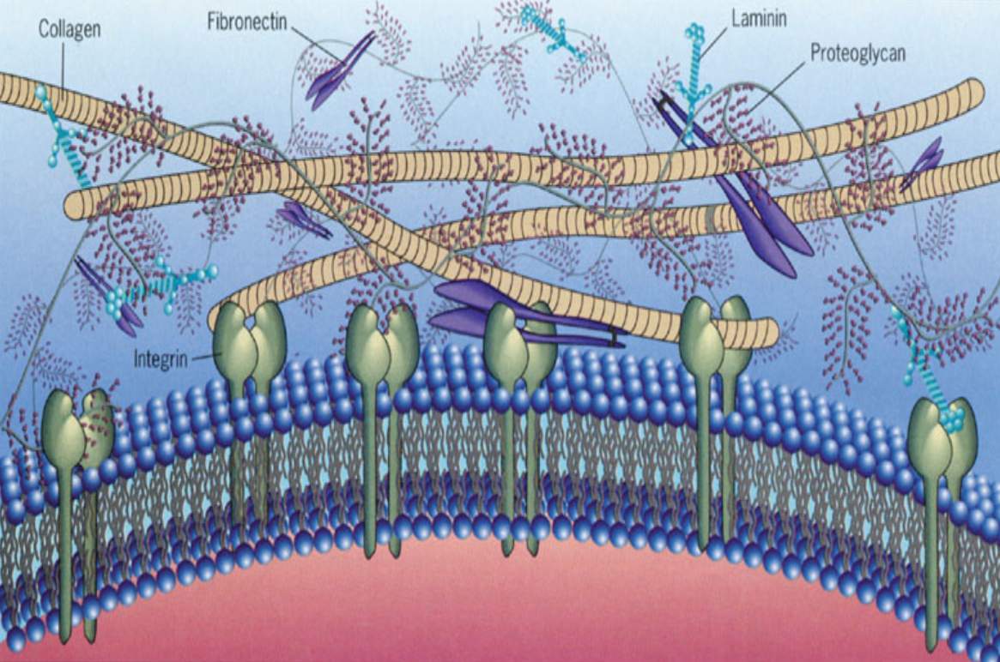 Collagen
Fibronectin
Laminin
Proteoglycan
Integrin